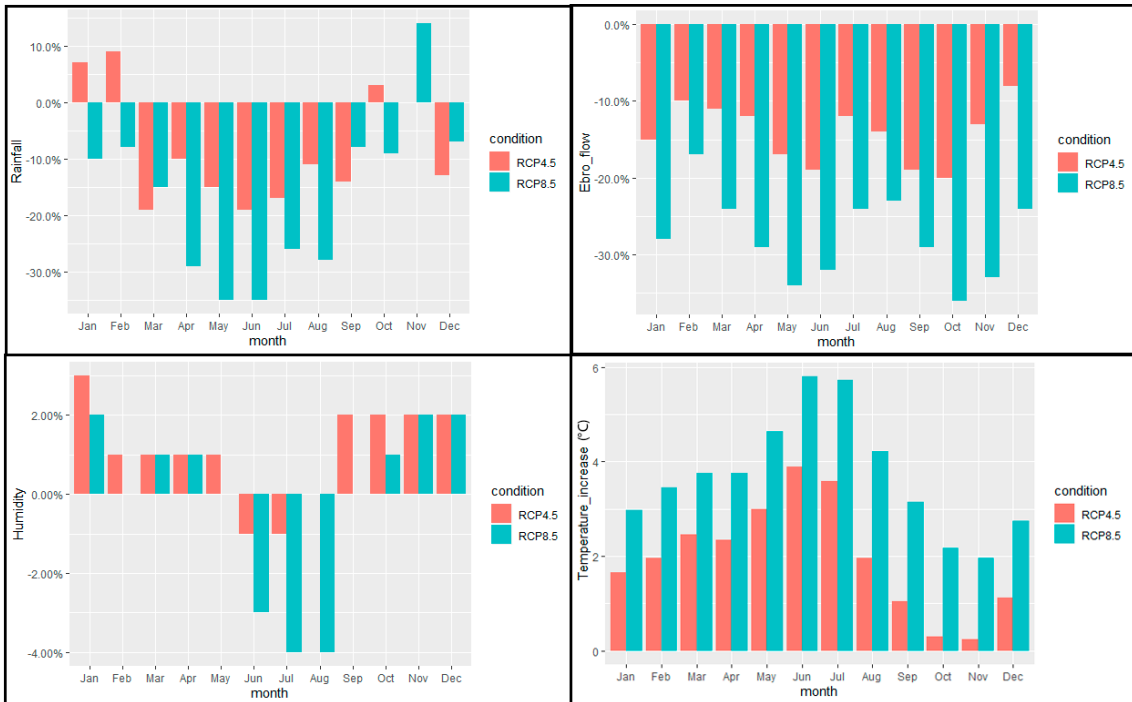 Rainfall
10.0%
0.0%
-10.0%
-20.0%
-30.0%
Jan Feb Mar Apr May Jun Jul Aug Sep Oct Nov Dec
month
condition
RCP4.5
RCP8.5
Ebro_flow
0.0%
-10.0%
-20.0%
-30.0%
Jan Feb Mar Apr May Jun Jul Aug Sep Oct Nov Dec
month
condition
RCP4.5
RCP8.5
Humidity
2.00%
0.00%
-2.00%
-4.00%
Jan Feb Mar Apr May Jun Jul Aug Sep Oct Nov Dec
month
condition
RCP4.5
RCP8.5
Temperature_increase (°C)
6
4
2
0
Jan Feb Mar Apr May Jun Jul Aug Sep Oct Nov Dec
month
condition
RCP4.5
RCP8.5